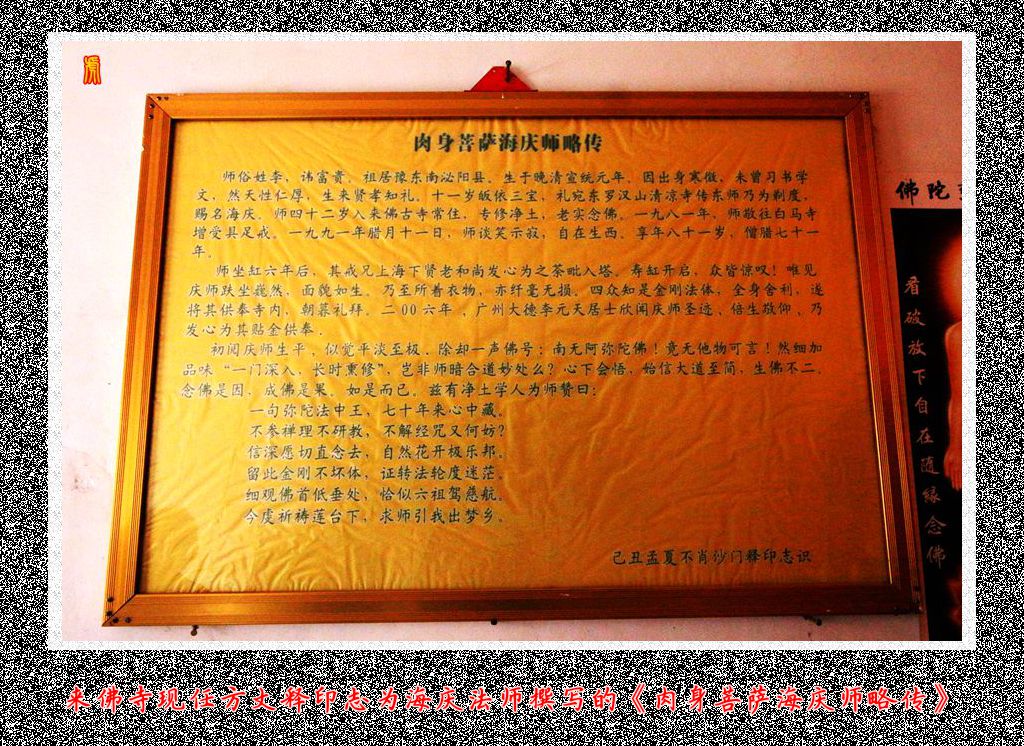 肉身菩萨海庆师略传
师俗姓李，讳富贵，祖居豫东南泌阳县，生于晚清宣统元年。因出身寒微，未曾习书学
文，然天性仁厚，生来贤孝知礼。十一岁皈依三宝，礼宛东罗汉山清凉寺传东师乃为剃度，
赐名海庆。师四十二岁入来佛古寺常住，专修净土，老实念佛。一九八一年，师敬往白马寺
增受具足戒。一九九一年腊月十一日，师谈笑示寂，自在生西。享年八十一岁，僧腊七十一
年。
师坐缸六年后，其戒兄上海下贤老和尚发心为之荼毗入塔。寿缸开启，众皆惊叹！唯见
庆师趺坐巍然，面貌如生。乃至所着衣物，亦纤毫无损。四众知是金刚法体，全身舍利，遂
将其供奉寺内，朝暮礼拜。二00六年、广州大德李元天居士欣闻庆师圣迹、倍生敬仰、乃
发心为其贴金供奉．
初阅庆师生平、似觉平淡至极．除却一声佛号：南无阿弥陀佛！竟无他物可言！然细加
品味“一门深入，长时熏修”，岂非师暗合道妙处么？心下会悟，始信大道至简，生佛不二，
念佛是因，成佛是果。如是而已。兹有净土学人为师赞曰：
一句弥陀法中王，七十年来心中藏。
不参禅理不研教，不解经咒又何妨？
信深愿切直念去，自然花开极乐邦。
留此金刚不坏体，证转法轮度迷茫。
细观佛首低垂处，恰似六祖驾慈航。
今虔祈祷莲台下，求师引我出梦乡。
己丑孟夏不肖沙门释印志识
佛陀
看破放下自在随缘念佛
来佛寺现任方丈释印志为海庆法师撰写的《肉身菩萨海庆师略传》